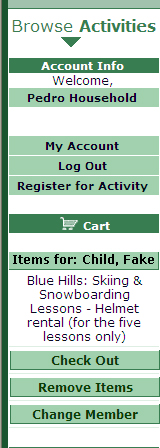 Browse Activities
Account Info
Welcome,
Pedro Household
My Account
Log Out
Register for Activity
Cart
Items for: Child, Fake
Blue Hills: Skiing &
Snowboarding
Lessons - Helmet
rental (for the five
lessons only)
Check Out
Remove Items
Change Member